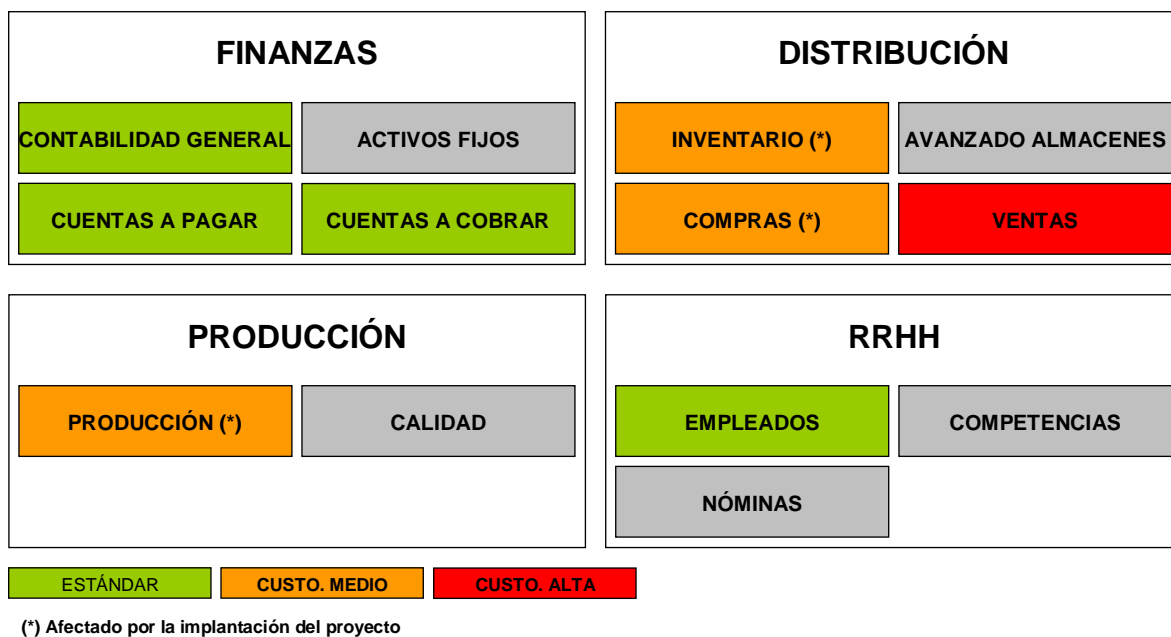 FINANZAS
CONTABILIDAD GENERAL
ACTIVOS FIJOS
CUENTAS A PAGAR
CUENTAS A COBRAR
DISTRIBUCIÓN
INVENTARIO (*)
AVANZADO ALMACENES
COMPRAS (*)
VENTAS
PRODUCCIÓN
PRODUCCIÓN (*)
CALIDAD
RRHH
EMPLEADOS
COMPETENCIAS
NÓMINAS
ESTÁNDAR
CUSTO. MEDIO
CUSTO. ALTA
(*) Afectado por la implantación del proyecto